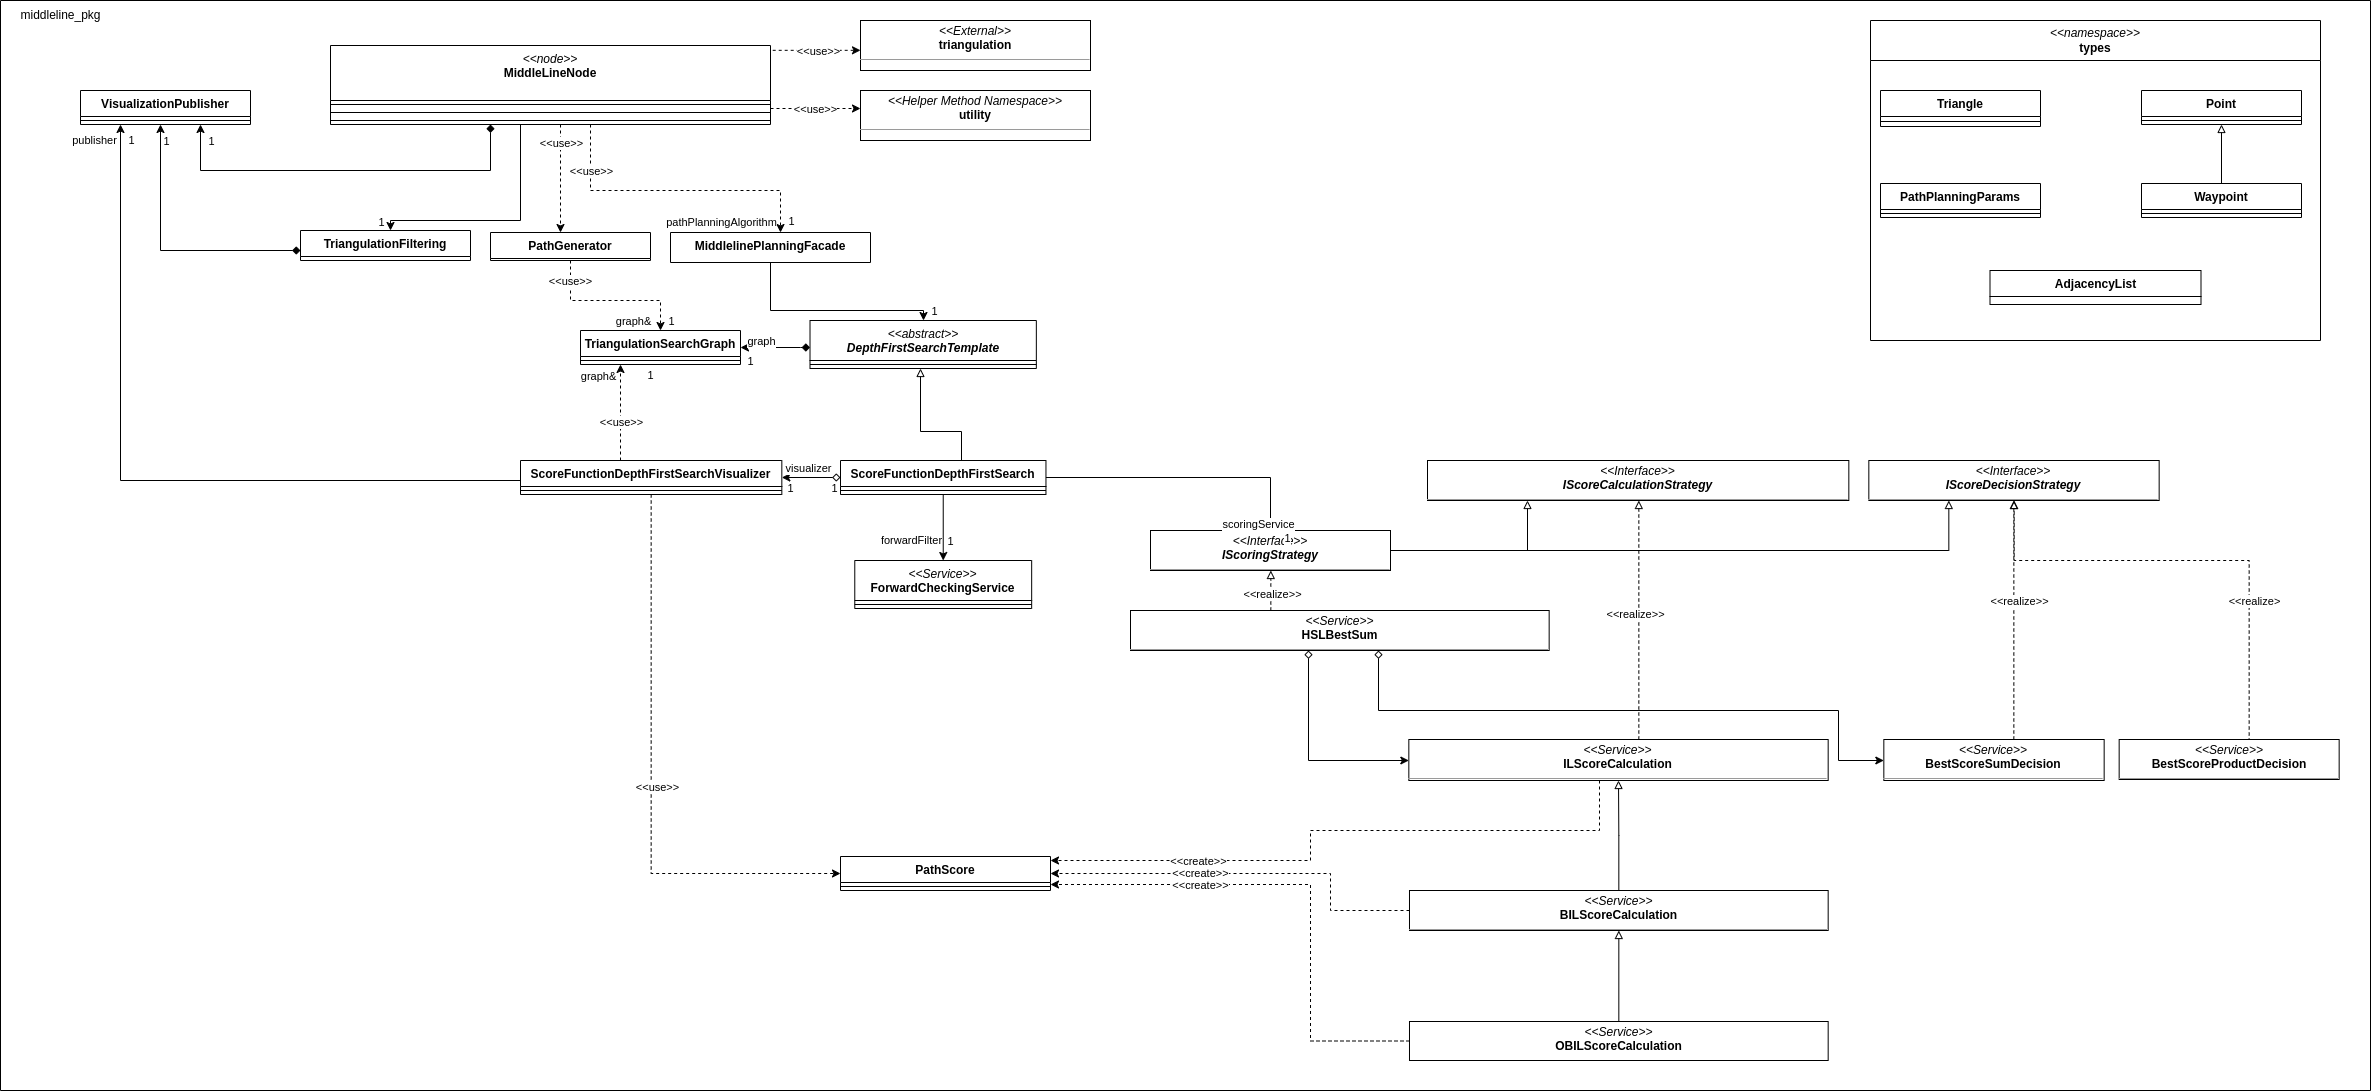 middleline_pkg
<<node>>
MiddleLineNode
<<use>>
<<External>>
triangulation
<<use>>
<<Helper Method Namespace>>
utility
<<namespace>>
types
Triangle
Point
PathPlanningParams
Waypoint
AdjacencyList
VisualizationPublisher
publisher
1
1
1
<<use>>
<<use>>
1
TriangulationFiltering
PathGenerator
pathPlanningAlgorithm
1
MiddlelinePlanningFacade
<<use>>
graph&
1
TriangulationSearchGraph
graph
1
1
<<abstract>>
DepthFirstSearchTemplate
graph&
1
<<use>>
ScoreFunctionDepthFirstSearchVisualizer
visualizer
1
1
ScoreFunctionDepthFirstSearch
forwardFilter
1
<<Service>>
ForwardCheckingService
scoringService
1
<<Interface>>
IScoringStrategy
<<Interface>>
IScoreCalculationStrategy
<<Interface>>
IScoreDecisionStrategy
<<realize>>
<<realize>>
<<realize>>
<<realize>
<<Service>>
HSLBestSum
<<Service>>
ILScoreCalculation
<<Service>>
BestScoreSumDecision
<<Service>>
BestScoreProductDecision
<<use>>
PathScore
<<create>>
<<create>>
<<create>>
<<Service>>
BILScoreCalculation
<<Service>>
OBILScoreCalculation